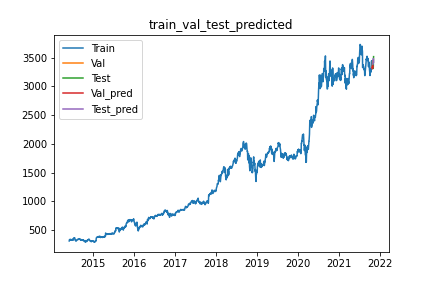 train_val_test_predicted
Train
Val
Test
Val_pred
Test_pred
3500
3000
2500
2000
1500
1000
500
2015 2016 2017 2018 2019 2020 2021 2022